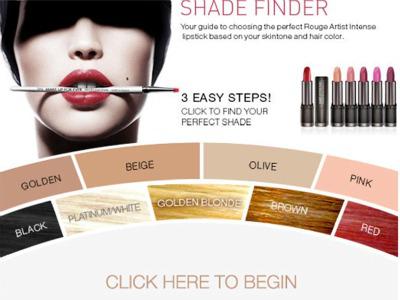 SHADE FINDER
Your guide to choosing the perfect Rouge Artist Intense
lipstick based on your skintone and hair color.
3 EASY STEPS!
CLICK TO FIND YOUR
PERFECT SHADE
GOLDEN
BEIGE
OLIVE
PINK
BLACK
PLATINUM/WHITE
GOLDEN BLONDE
BROWN
RED
CLICK HERE TO BEGIN